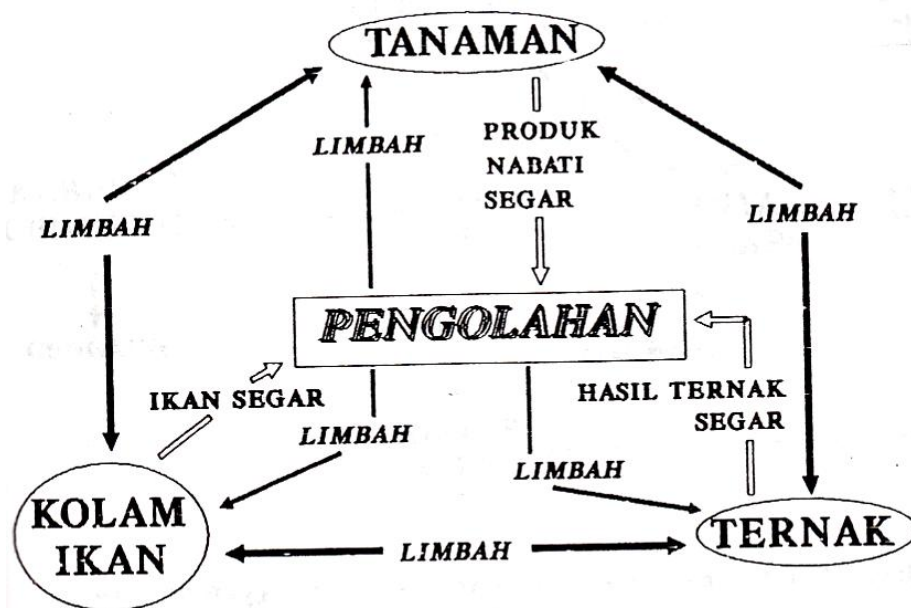 TANAMAN
LIMBAH
PRODUK
NABATI
SEGAR
LIMBAH
LIMBAH
PENGOLAHAN
IKAN SEGAR
HASIL TERNAK
SEGAR
LIMBAH
LIMBAH
KOLAM
IKAN
LIMBAH
TERNAK